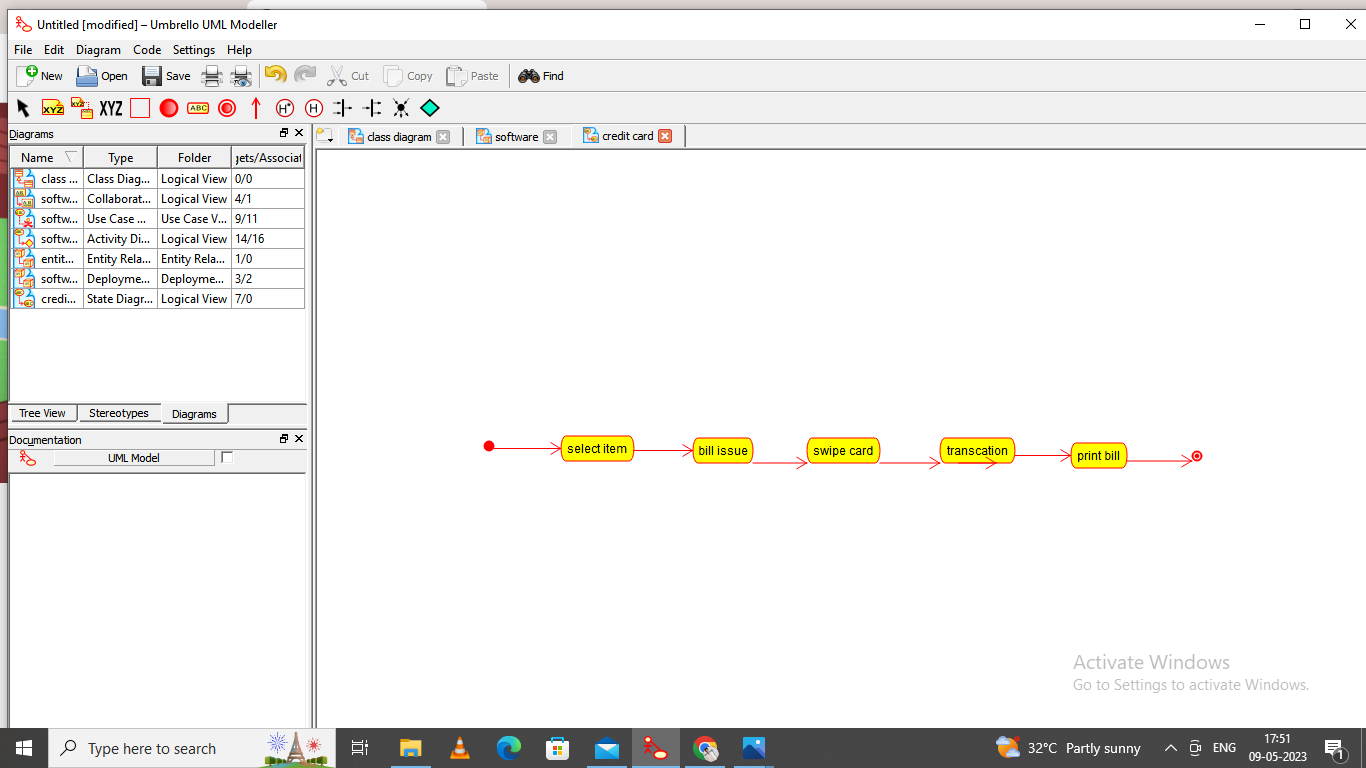 Untitled [modified] – Umbrello UML Modeller
File Edit Diagram Code Settings Help
New Open Save Cut Copy Paste Find
XYZ XYZ XYZ ABC H* H
Diagrams
class diagram software credit card
Name Type Folder gets/Associat
class ... Class Diag... Logical View 0/0
softw... Collaborat... Logical View 4/1
softw... Use Case ... Use Case V... 9/11
softw... Activity Di... Logical View 14/16
entit... Entity Rela... Entity Rela... 1/0
softw... Deployme... Deployme... 3/2
credi... State Diagr... Logical View 7/0
Tree View Stereotypes Diagrams
Documentation
UML Model
select item bill issue swipe card transcation print bill
Activate Windows
Go to Settings to activate Windows.
Type here to search
32°C Partly sunny
ENG
17:51
09-05-2023
1